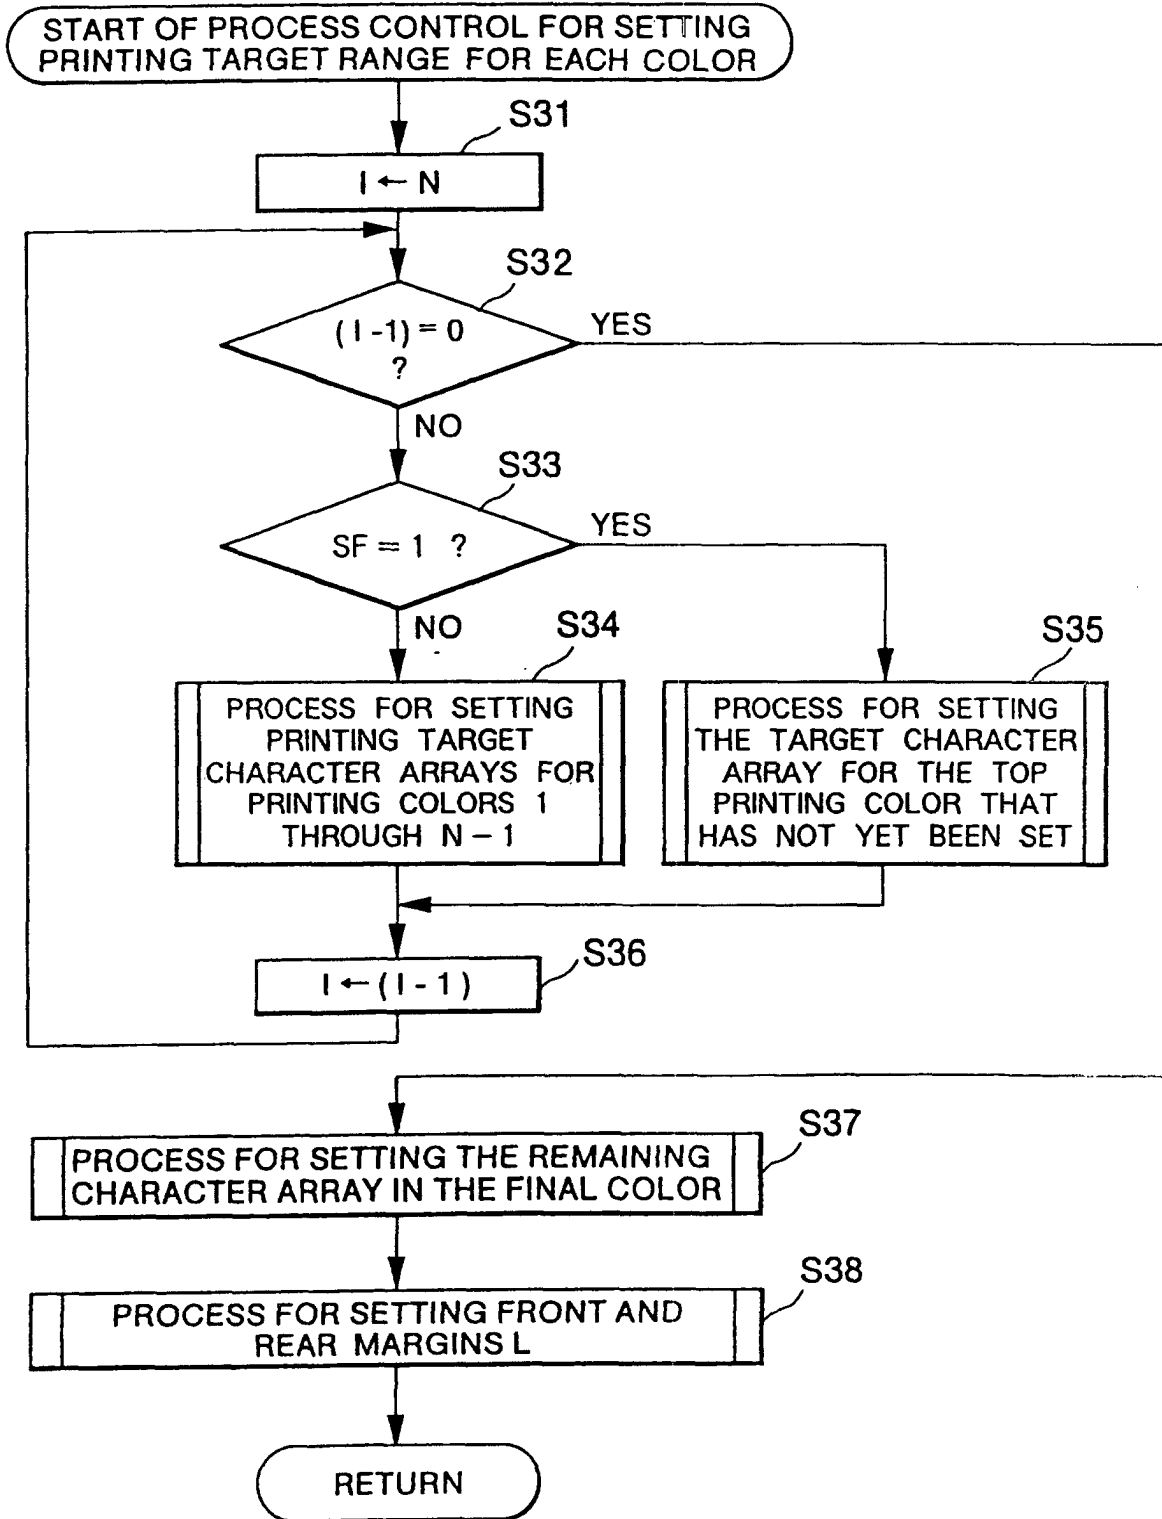 START OF PROCESS CONTROL FOR SETTING
PRINTING TARGET RANGE FOR EACH COLOR
S31
I ← N
S32
(I-1) = 0
?
YES
NO
S33
SF = 1 ?
YES
NO
S34
PROCESS FOR SETTING
PRINTING TARGET
CHARACTER ARRAYS FOR
PRINTING COLORS 1
THROUGH N - 1
S35
PROCESS FOR SETTING
THE TARGET CHARACTER
ARRAY FOR THE TOP
PRINTING COLOR THAT
HAS NOT YET BEEN SET
S36
I ← (I - 1)
S37
PROCESS FOR SETTING THE REMAINING
CHARACTER ARRAY IN THE FINAL COLOR
S38
PROCESS FOR SETTING FRONT AND
REAR MARGINS L
RETURN